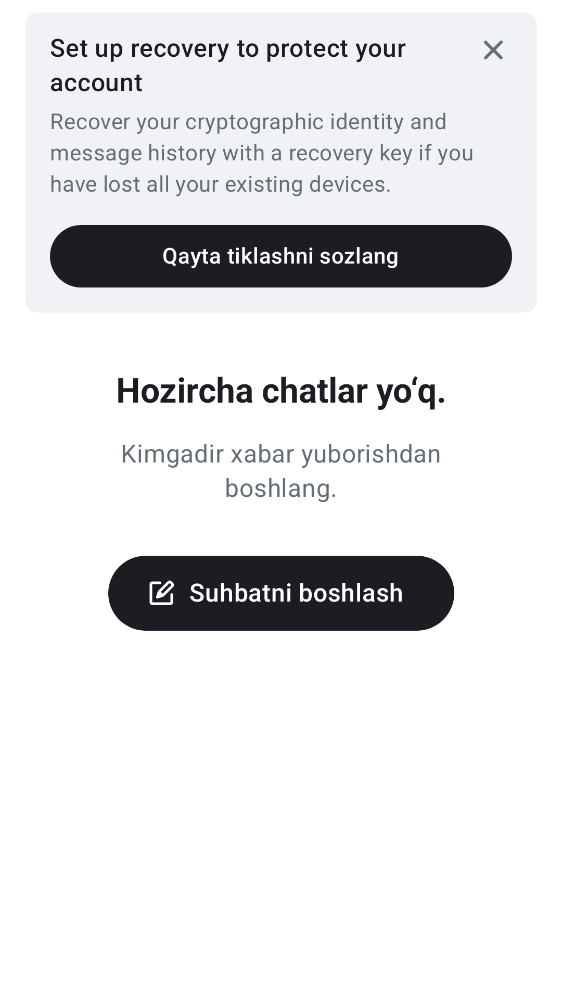 Set up recovery to protect your
account
Recover your cryptographic identity and
message history with a recovery key if you
have lost all your existing devices.
Qayta tiklashni sozlang
Hozircha chatlar yo‘q.
Kimgadir xabar yuborishdan
boshlang.
Suhbatni boshlash